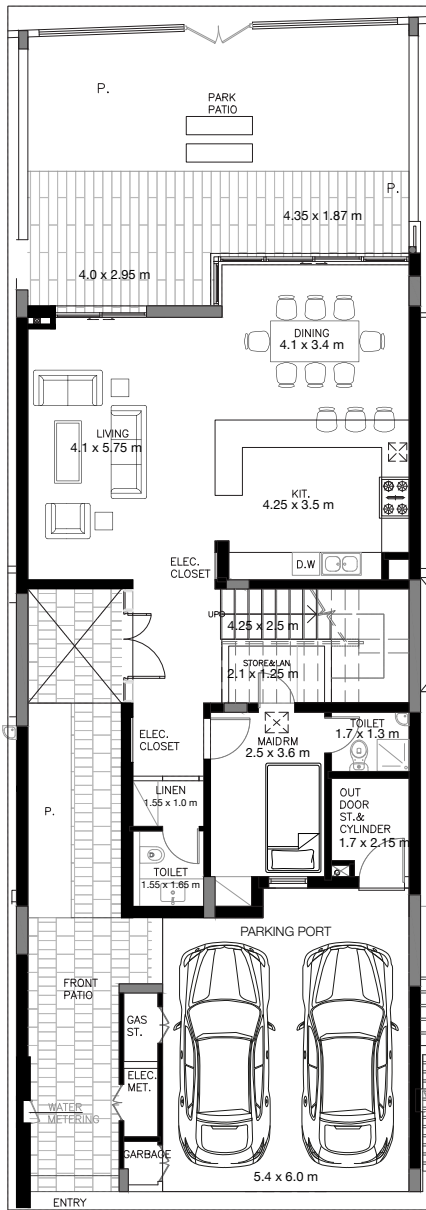 P.
PARK
PATIO
P.
4.35 x 1.87 m
4.0 x 2.95 m
DINING
4.1 x 3.4 m
LIVING
4.1 x 5.75 m
KIT.
4.25 x 3.5 m
ELEC.
CLOSET
D.W
UP
4.25 x 2.5 m
STORE&LAN
2.1 x 1.25 m
ELEC.
CLOSET
MAIDRM
2.5 x 3.6 m
TOILET
1.7 x 1.3 m
LINEN
1.55 x 1.0 m
OUT
DOOR
ST.&
CYLINDER
1.7 x 2.15 m
P.
TOILET
1.55 x 1.65 m
PARKING PORT
FRONT
PATIO
GAS
ST.
ELEC.
MET.
WATER
METERING
GARBAGE
5.4 x 6.0 m
ENTRY